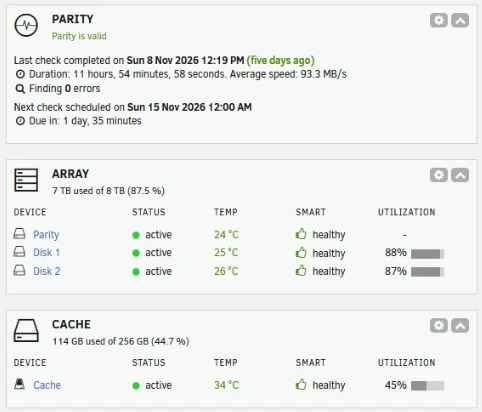 PARITY
Parity is valid
Last check completed on Sun 8 Nov 2026 12:19 PM (five days ago)
Duration: 11 hours, 54 minutes, 58 seconds. Average speed: 93.3 MB/s
Finding 0 errors
Next check scheduled on Sun 15 Nov 2026 12:00 AM
Due in: 1 day, 35 minutes
ARRAY
7 TB used of 8 TB (87.5 %)
DEVICE STATUS TEMP SMART UTILIZATION
Parity active 24 °C healthy -
Disk 1 active 25 °C healthy 88%
Disk 2 active 26 °C healthy 87%
CACHE
114 GB used of 256 GB (44.7 %)
DEVICE STATUS TEMP SMART UTILIZATION
Cache active 34 °C healthy 45%